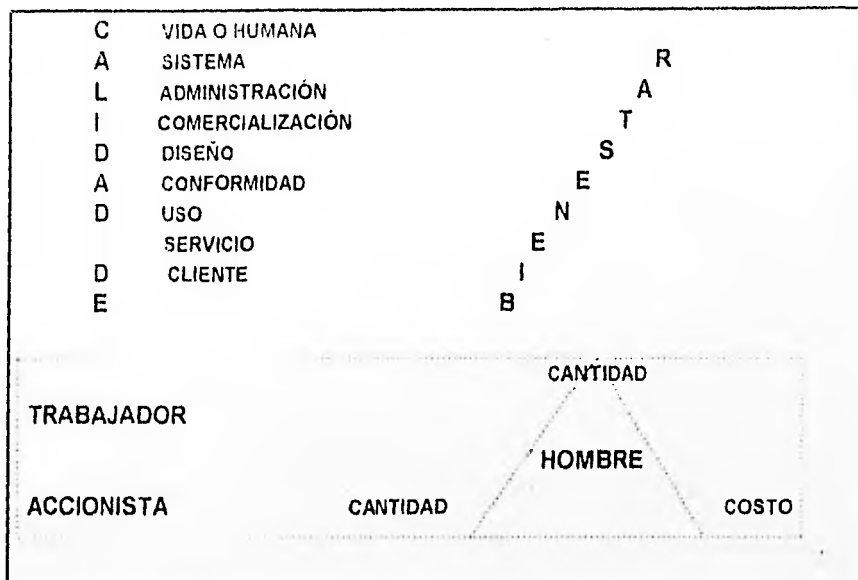 C VIDA O HUMANA
A SISTEMA R
L ADMINISTRACIÓN A
I COMERCIALIZACIÓN T
D DISEÑO S
A CONFORMIDAD E
D USO N
SERVICIO E
D CLIENTE I
E B
CANTIDAD
TRABAJADOR
HOMBRE
ACCIONISTA CANTIDAD COSTO